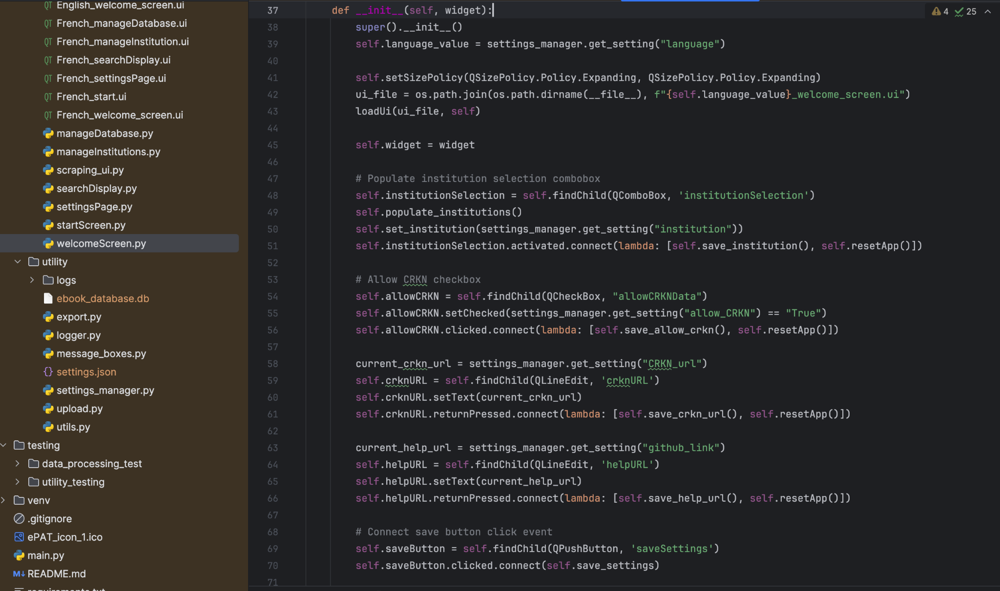 English_welcome_screen.ui
French_manageDatabase.ui
French_manageInstitution.ui
French_searchDisplay.ui
French_settingsPage.ui
French_start.ui
French_welcome_screen.ui
manageDatabase.py
manageInstitutions.py
scraping_ui.py
searchDisplay.py
settingsPage.py
startScreen.py
welcomeScreen.py
utility
logs
ebook_database.db
export.py
logger.py
message_boxes.py
settings.json
settings_manager.py
upload.py
utils.py
testing
data_processing_test
utility_testing
venv
.gitignore
ePAT_icon_1.ico
main.py
README.md
requirements.txt
4 25
37 def __init__(self, widget):
38 super().__init__()
39 self.language_value = settings_manager.get_setting("language")
40
41 self.setSizePolicy(QSizePolicy.Policy.Expanding, QSizePolicy.Policy.Expanding)
42 ui_file = os.path.join(os.path.dirname(__file__), f"{self.language_value}_welcome_screen.ui")
43 loadUi(ui_file, self)
44
45 self.widget = widget
46
47 # Populate institution selection combobox
48 self.institutionSelection = self.findChild(QComboBox, 'institutionSelection')
49 self.populate_institutions()
50 self.set_institution(settings_manager.get_setting("institution"))
51 self.institutionSelection.activated.connect(lambda: [self.save_institution(), self.resetApp()])
52
53 # Allow CRKN checkbox
54 self.allowCRKN = self.findChild(QCheckBox, "allowCRKNData")
55 self.allowCRKN.setChecked(settings_manager.get_setting("allow_CRKN") == "True")
56 self.allowCRKN.clicked.connect(lambda: [self.save_allow_crkn(), self.resetApp()])
57
58 current_crkn_url = settings_manager.get_setting("CRKN_url")
59 self.crknURL = self.findChild(QLineEdit, 'crknURL')
60 self.crknURL.setText(current_crkn_url)
61 self.crknURL.returnPressed.connect(lambda: [self.save_crkn_url(), self.resetApp()])
62
63 current_help_url = settings_manager.get_setting("github_link")
64 self.helpURL = self.findChild(QLineEdit, 'helpURL')
65 self.helpURL.setText(current_help_url)
66 self.helpURL.returnPressed.connect(lambda: [self.save_help_url(), self.resetApp()])
67
68 # Connect save button click event
69 self.saveButton = self.findChild(QPushButton, 'saveSettings')
70 self.saveButton.clicked.connect(self.save_settings)
71